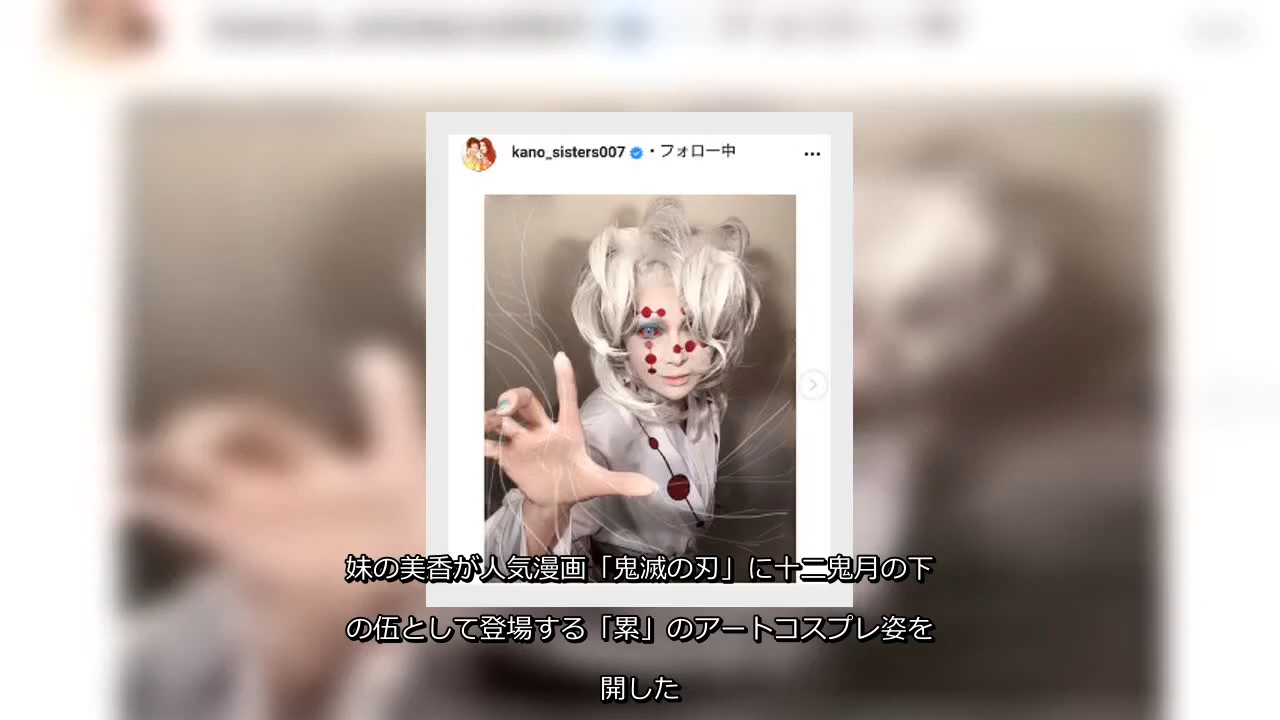 kano_sisters007 ・フォロー中
妹の美香が人気漫画「鬼滅の刃」に十二鬼月の下
の伍として登場する「累」のアートコスプレ姿を
開した